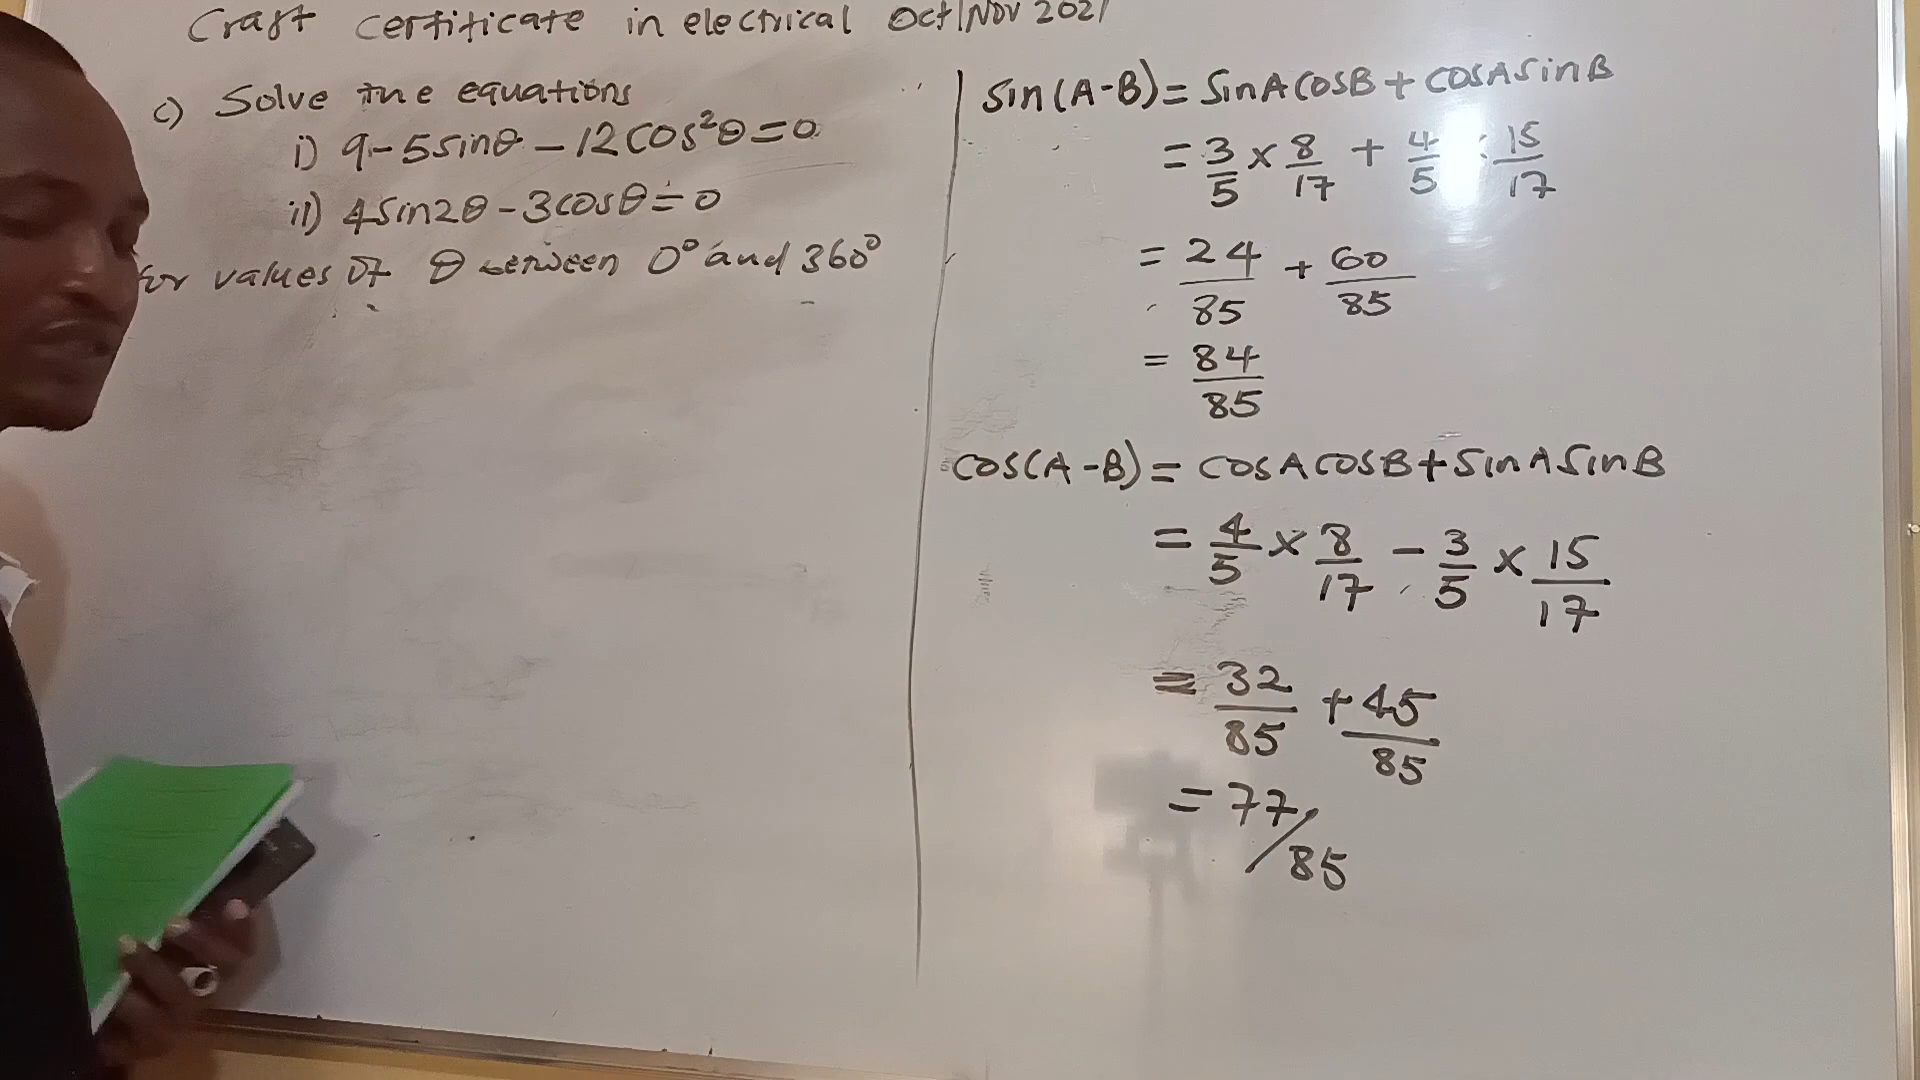 Craft certificate in electrical Oct/Nov 2021
c) Solve the equations
i) 9-5sinθ-12cos²θ=0
ii) 4sin2θ-3cosθ=0
for values of θ between 0° and 360°
sin(A-B)= sinAcosB+cosAsinB
= 3/5 x 8/17 + 4/5 : 15/17
= 24/85 + 60/85
= 84/85
cos(A-B)= cosAcosB+sinAsinB
= 4/5 x 8/17 - 3/5 x 15/17
= 32/85 + 45/85
= 77/85